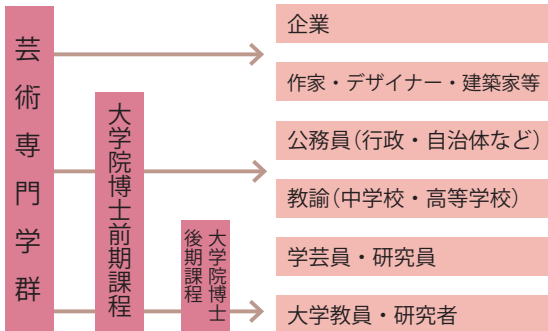 芸術専門学群
大学院博士前期課程
大学院博士
後期課程
企業
作家・デザイナー・建築家等
公務員(行政・自治体など)
教諭(中学校・高等学校)
学芸員・研究員
大学教員・研究者